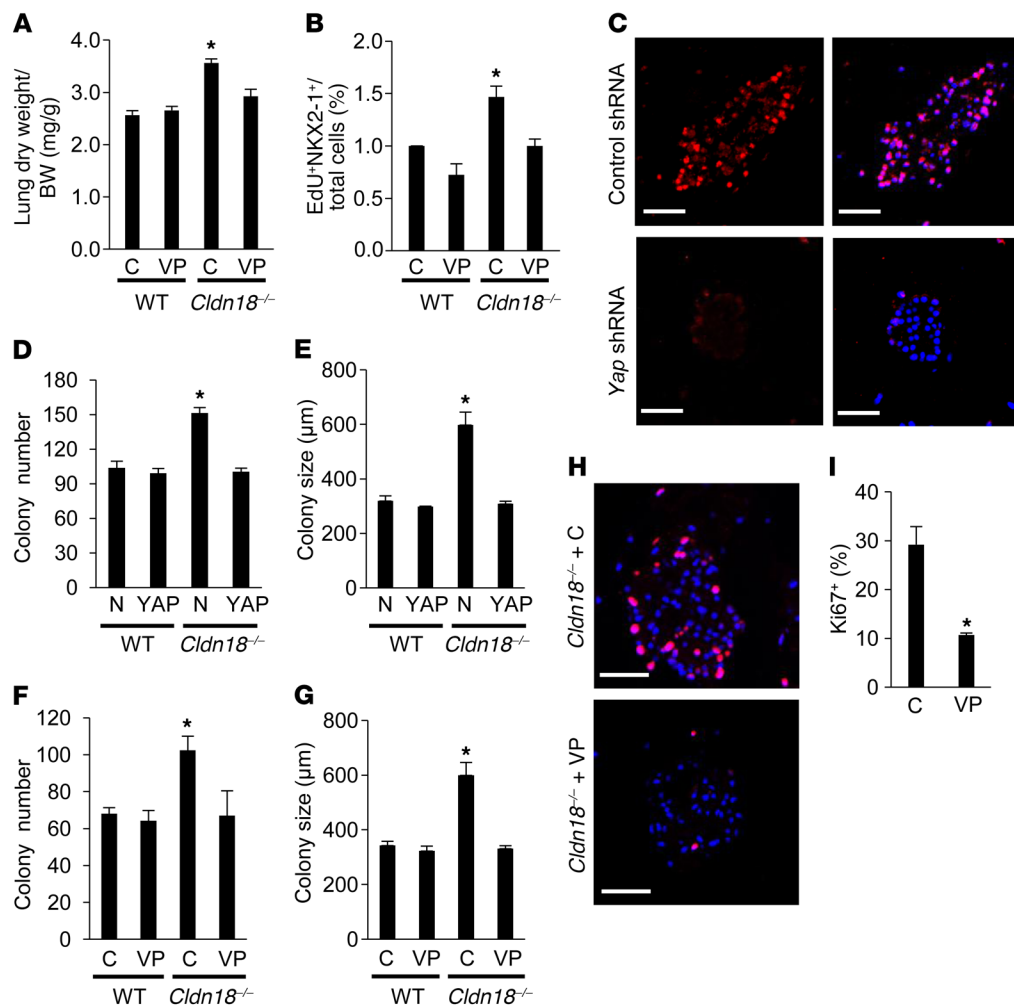 A
Lung dry weight/
BW (mg/g)
4.0
3.0
2.0
1.0
0.0
*
C VP C VP
WT Cldn18⁻/⁻
B
EdU⁺NKX2-1⁺/
total cells (%)
2.0
1.5
1.0
0.5
0.0
*
C VP C VP
WT Cldn18⁻/⁻
C
Control shRNA
Yap shRNA
D
Colony number
180
150
120
90
60
30
0
*
N YAP N YAP
WT Cldn18⁻/⁻
E
Colony size (µm)
800
600
400
200
0
*
N YAP N YAP
WT Cldn18⁻/⁻
F
Colony number
120
100
80
60
40
20
0
*
C VP C VP
WT Cldn18⁻/⁻
G
Colony size (µm)
800
600
400
200
0
*
C VP C VP
WT Cldn18⁻/⁻
H
Cldn18⁻/⁻ + C
Cldn18⁻/⁻ + VP
I
Ki67⁺ (%)
40
30
20
10
0
*
C VP